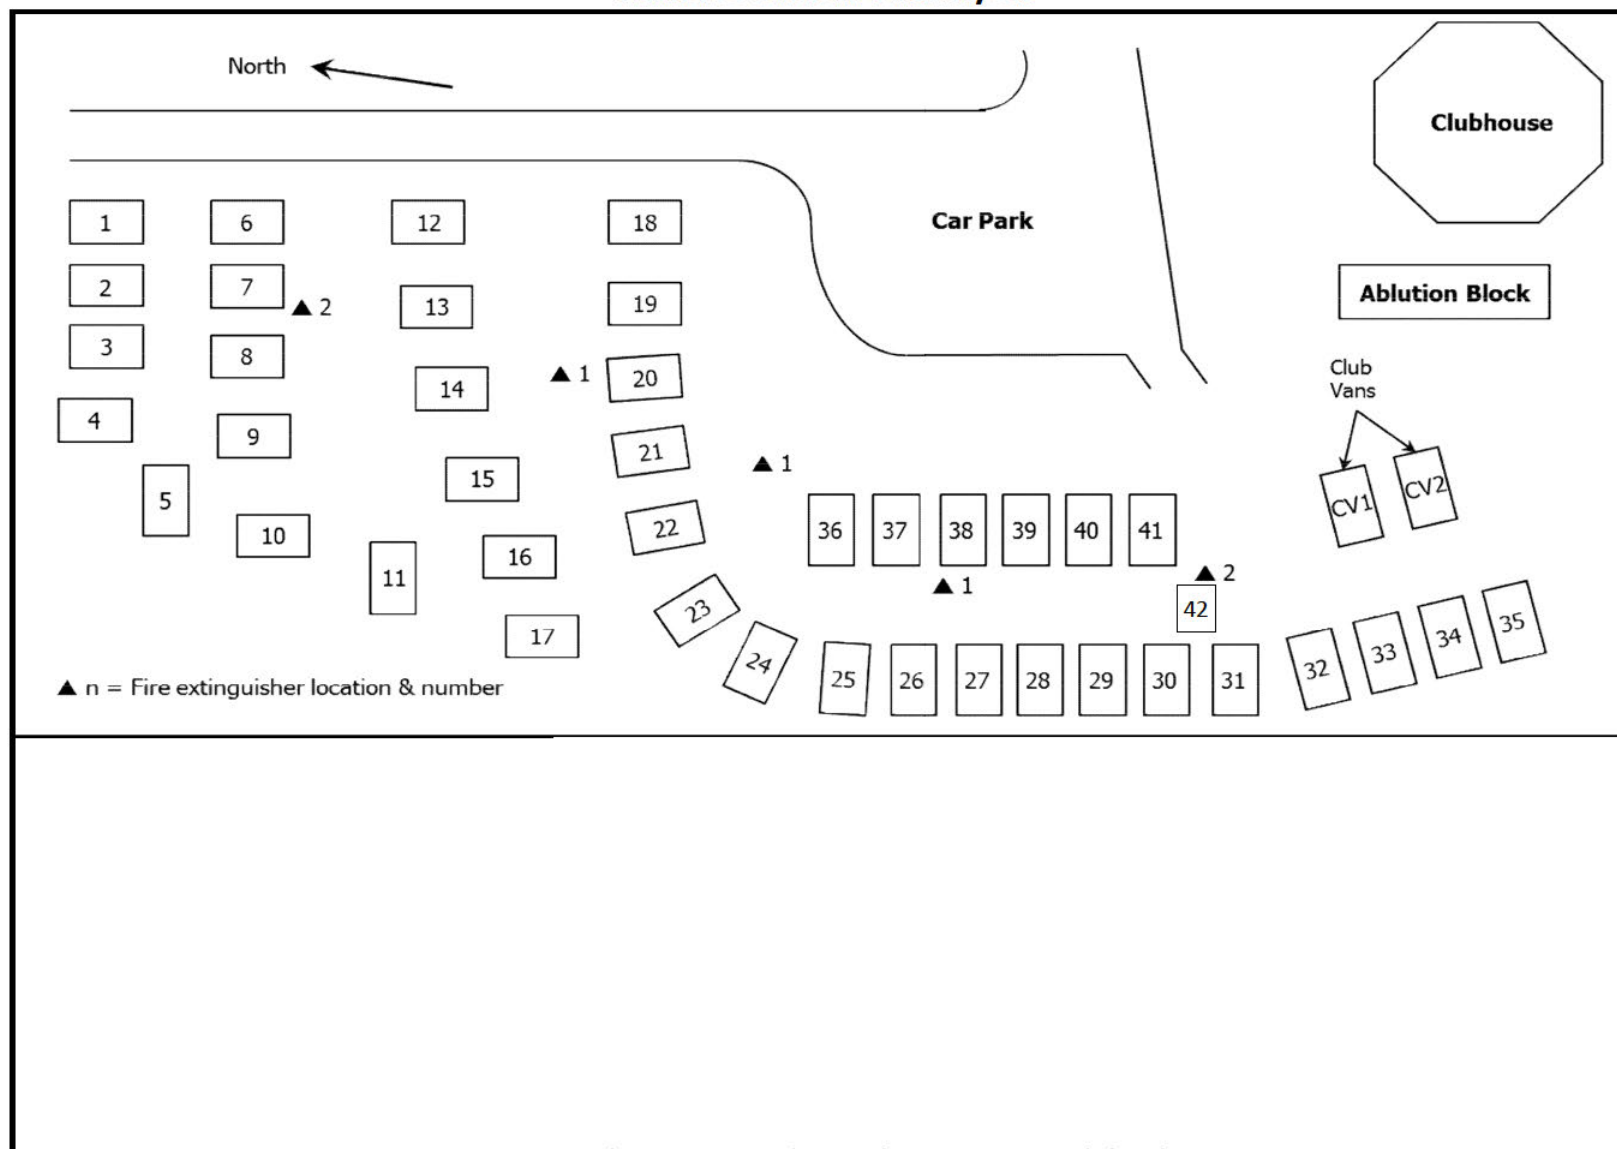 North
Clubhouse
1 6 12 18
Car Park
2 7 ▲ 2 13 19
Ablution Block
3 8 14 ▲ 1 20
Club
Vans
4 9 15 21 ▲ 1
5 10 11 16 22
36 37 38 39 40 41
CV1 CV2
▲ 1 ▲ 2
42
17 23 24 25 26 27 28 29 30 31 32 33 34 35
▲ n = Fire extinguisher location & number